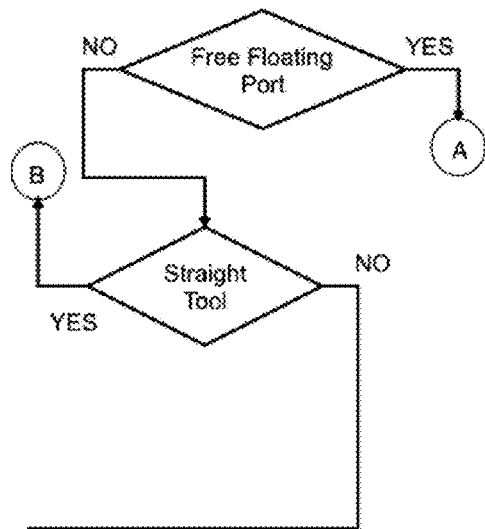 NO
YES
Free Floating
Port
A
B
Straight
Tool
NO
YES